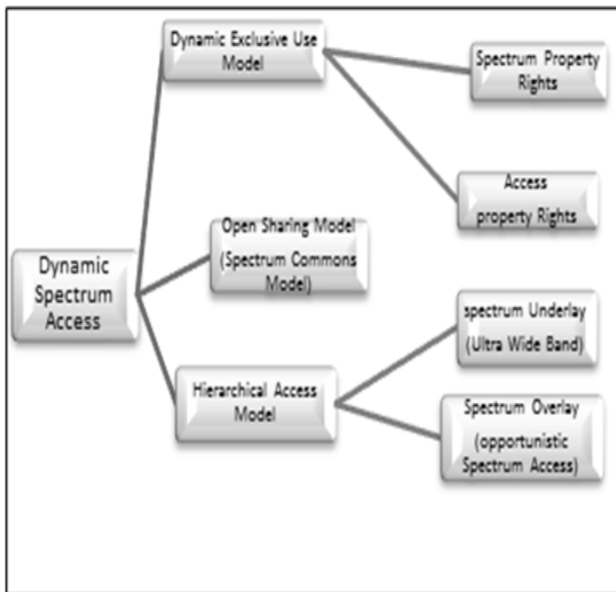 Dynamic Exclusive Use
Model
Spectrum Property
Rights
Access
property Rights
Open Sharing Model
(Spectrum Commons
Model)
Dynamic
Spectrum
Access
spectrum Underlay
(Ultra Wide Band)
Hierarchical Access
Model
Spectrum Overlay
(opportunistic
Spectrum Access)